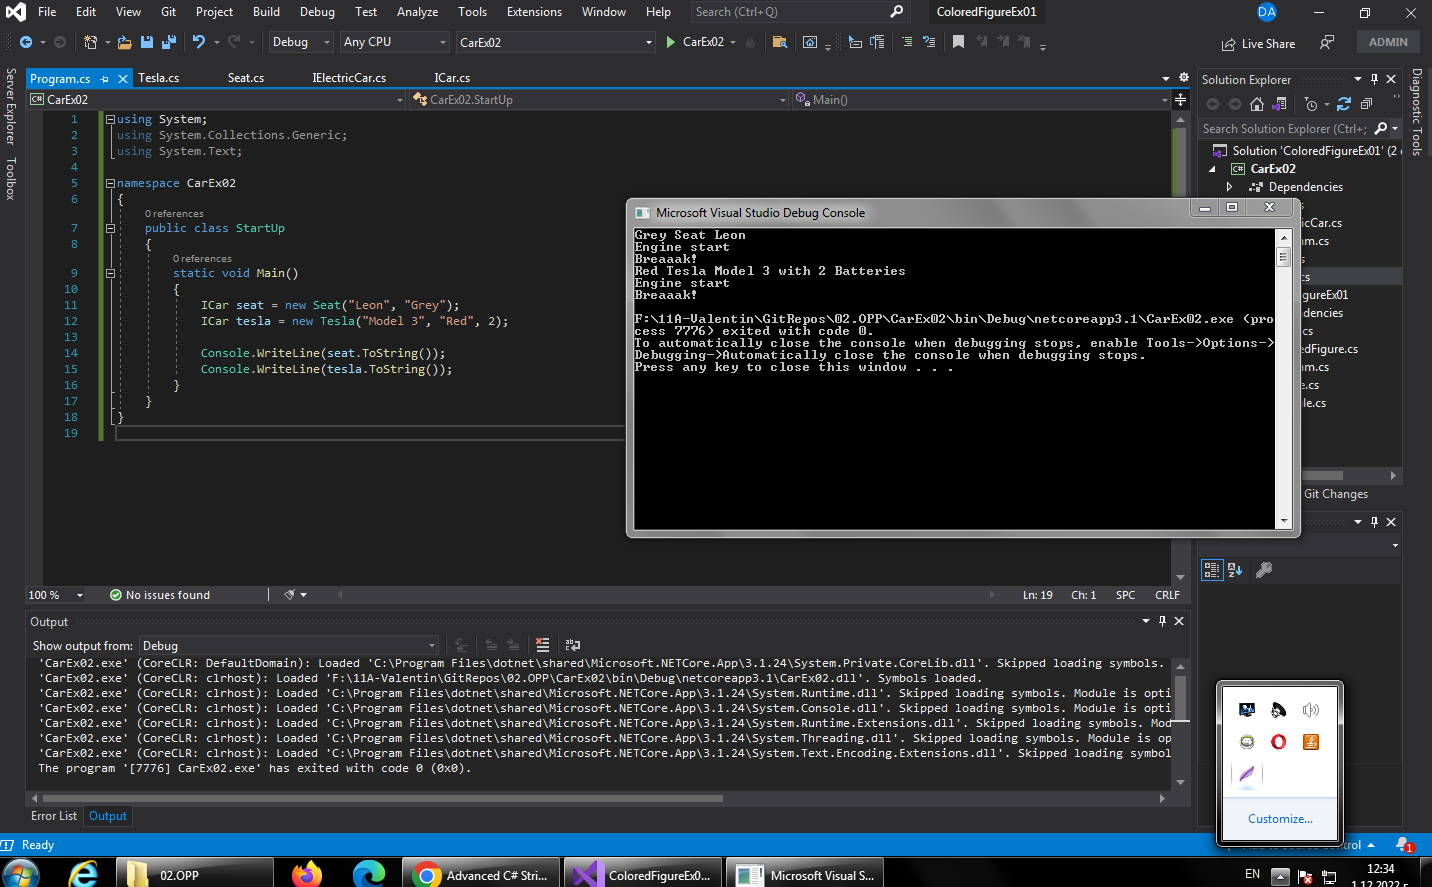 File Edit View Git Project Build Debug Test Analyze Tools Extensions Window Help Search (Ctrl+Q) ColoredFigureEx01 DA
Debug Any CPU CarEx02 CarEx02 Live Share ADMIN
Server Explorer
Toolbox
Program.cs Tesla.cs Seat.cs IElectricCar.cs ICar.cs
C# CarEx02 CarEx02.StartUp Main()
1 using System;
2 using System.Collections.Generic;
3 using System.Text;
4
5 namespace CarEx02
6 {
0 references
7 public class StartUp
8 {
0 references
9 static void Main()
10 {
11 ICar seat = new Seat("Leon", "Grey");
12 ICar tesla = new Tesla("Model 3", "Red", 2);
13
14 Console.WriteLine(seat.ToString());
15 Console.WriteLine(tesla.ToString());
16 }
17 }
18 }
19
Microsoft Visual Studio Debug Console
Grey Seat Leon
Engine start
Breaaak!
Red Tesla Model 3 with 2 Batteries
Engine start
Breaaak!
F:\11A-Valentin\GitRepos\02.OPP\CarEx02\bin\Debug\netcoreapp3.1\CarEx02.exe (pro
cess 7776) exited with code 0.
To automatically close the console when debugging stops, enable Tools->Options->
Debugging->Automatically close the console when debugging stops.
Press any key to close this window . . .
Solution Explorer
Search Solution Explorer (Ctrl+;
Solution 'ColoredFigureEx01' (2
C# CarEx02
Dependencies
icCar.cs
m.cs
s
cs
igureEx01
ndencies
edFigure.cs
m.cs
e.cs
le.cs
Git Changes
Diagnostic Tools
100 % No issues found Ln: 19 Ch: 1 SPC CRLF
Output
Show output from: Debug
'CarEx02.exe' (CoreCLR: DefaultDomain): Loaded 'C:\Program Files\dotnet\shared\Microsoft.NETCore.App\3.1.24\System.Private.CoreLib.dll'. Skipped loading symbols.
'CarEx02.exe' (CoreCLR: clrhost): Loaded 'F:\11A-Valentin\GitRepos\02.OPP\CarEx02\bin\Debug\netcoreapp3.1\CarEx02.dll'. Symbols loaded.
'CarEx02.exe' (CoreCLR: clrhost): Loaded 'C:\Program Files\dotnet\shared\Microsoft.NETCore.App\3.1.24\System.Runtime.dll'. Skipped loading symbols. Module is opti
'CarEx02.exe' (CoreCLR: clrhost): Loaded 'C:\Program Files\dotnet\shared\Microsoft.NETCore.App\3.1.24\System.Console.dll'. Skipped loading symbols. Module is opti
'CarEx02.exe' (CoreCLR: clrhost): Loaded 'C:\Program Files\dotnet\shared\Microsoft.NETCore.App\3.1.24\System.Runtime.Extensions.dll'. Skipped loading symbols. Mod
'CarEx02.exe' (CoreCLR: clrhost): Loaded 'C:\Program Files\dotnet\shared\Microsoft.NETCore.App\3.1.24\System.Threading.dll'. Skipped loading symbols. Module is op
'CarEx02.exe' (CoreCLR: clrhost): Loaded 'C:\Program Files\dotnet\shared\Microsoft.NETCore.App\3.1.24\System.Text.Encoding.Extensions.dll'. Skipped loading symbol
The program '[7776] CarEx02.exe' has exited with code 0 (0x0).
Error List Output
Customize...
Ready 1
02.OPP Advanced C# Stri... ColoredFigureEx0... Microsoft Visual S... EN 12:34
1.12.2022 г.